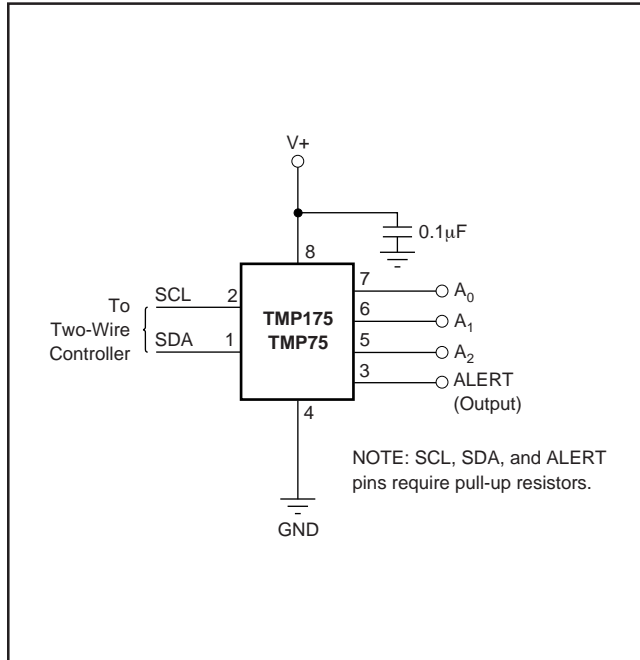 V+
0.1μF
8
SCL
2
7
A0
To
Two-Wire
Controller
TMP175
TMP75
6
A1
SDA
1
5
A2
3
ALERT
(Output)
4
NOTE: SCL, SDA, and ALERT
pins require pull-up resistors.
GND